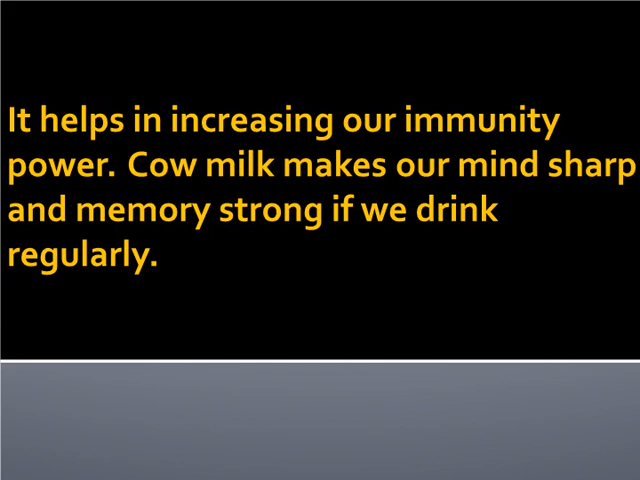 It helps in increasing our immunity
power. Cow milk makes our mind sharp
and memory strong if we drink
regularly.